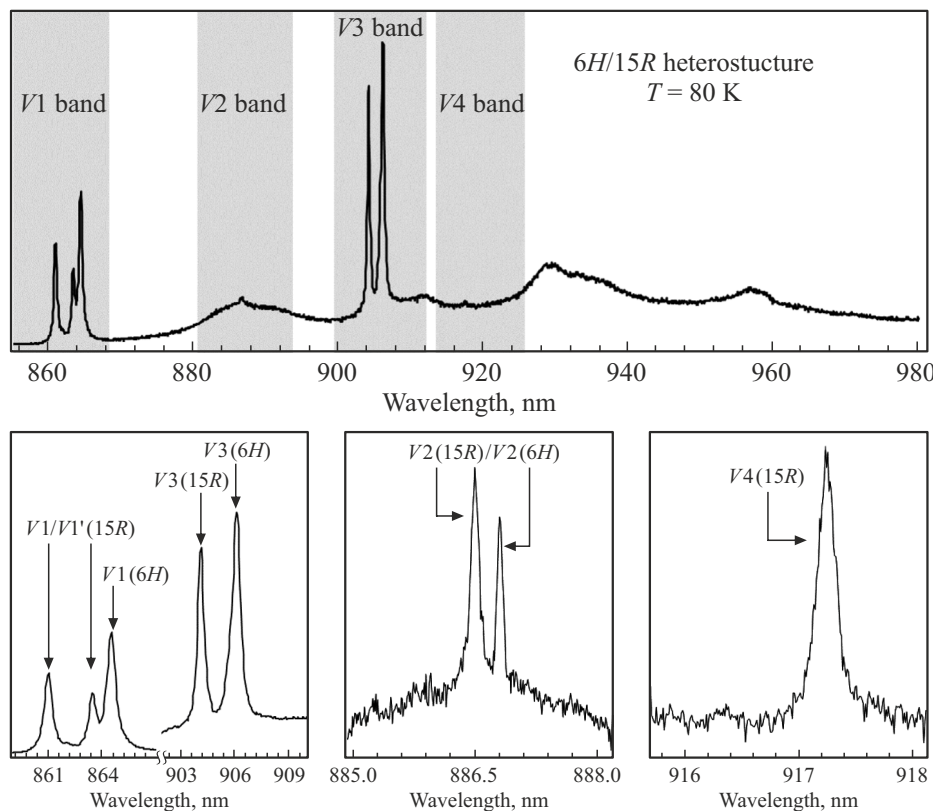 V3 band
6H/15R heterostucture
T = 80 K
V1 band
V2 band
V4 band
860
880
900
920
940
960
980
Wavelength, nm
V3(6H)
V3(15R)
V1/V1'(15R)
V1(6H)
861
864
903
906
909
Wavelength, nm
V2(15R)/V2(6H)
885.0
886.5
888.0
Wavelength, nm
V4(15R)
916
917
918
Wavelength, nm